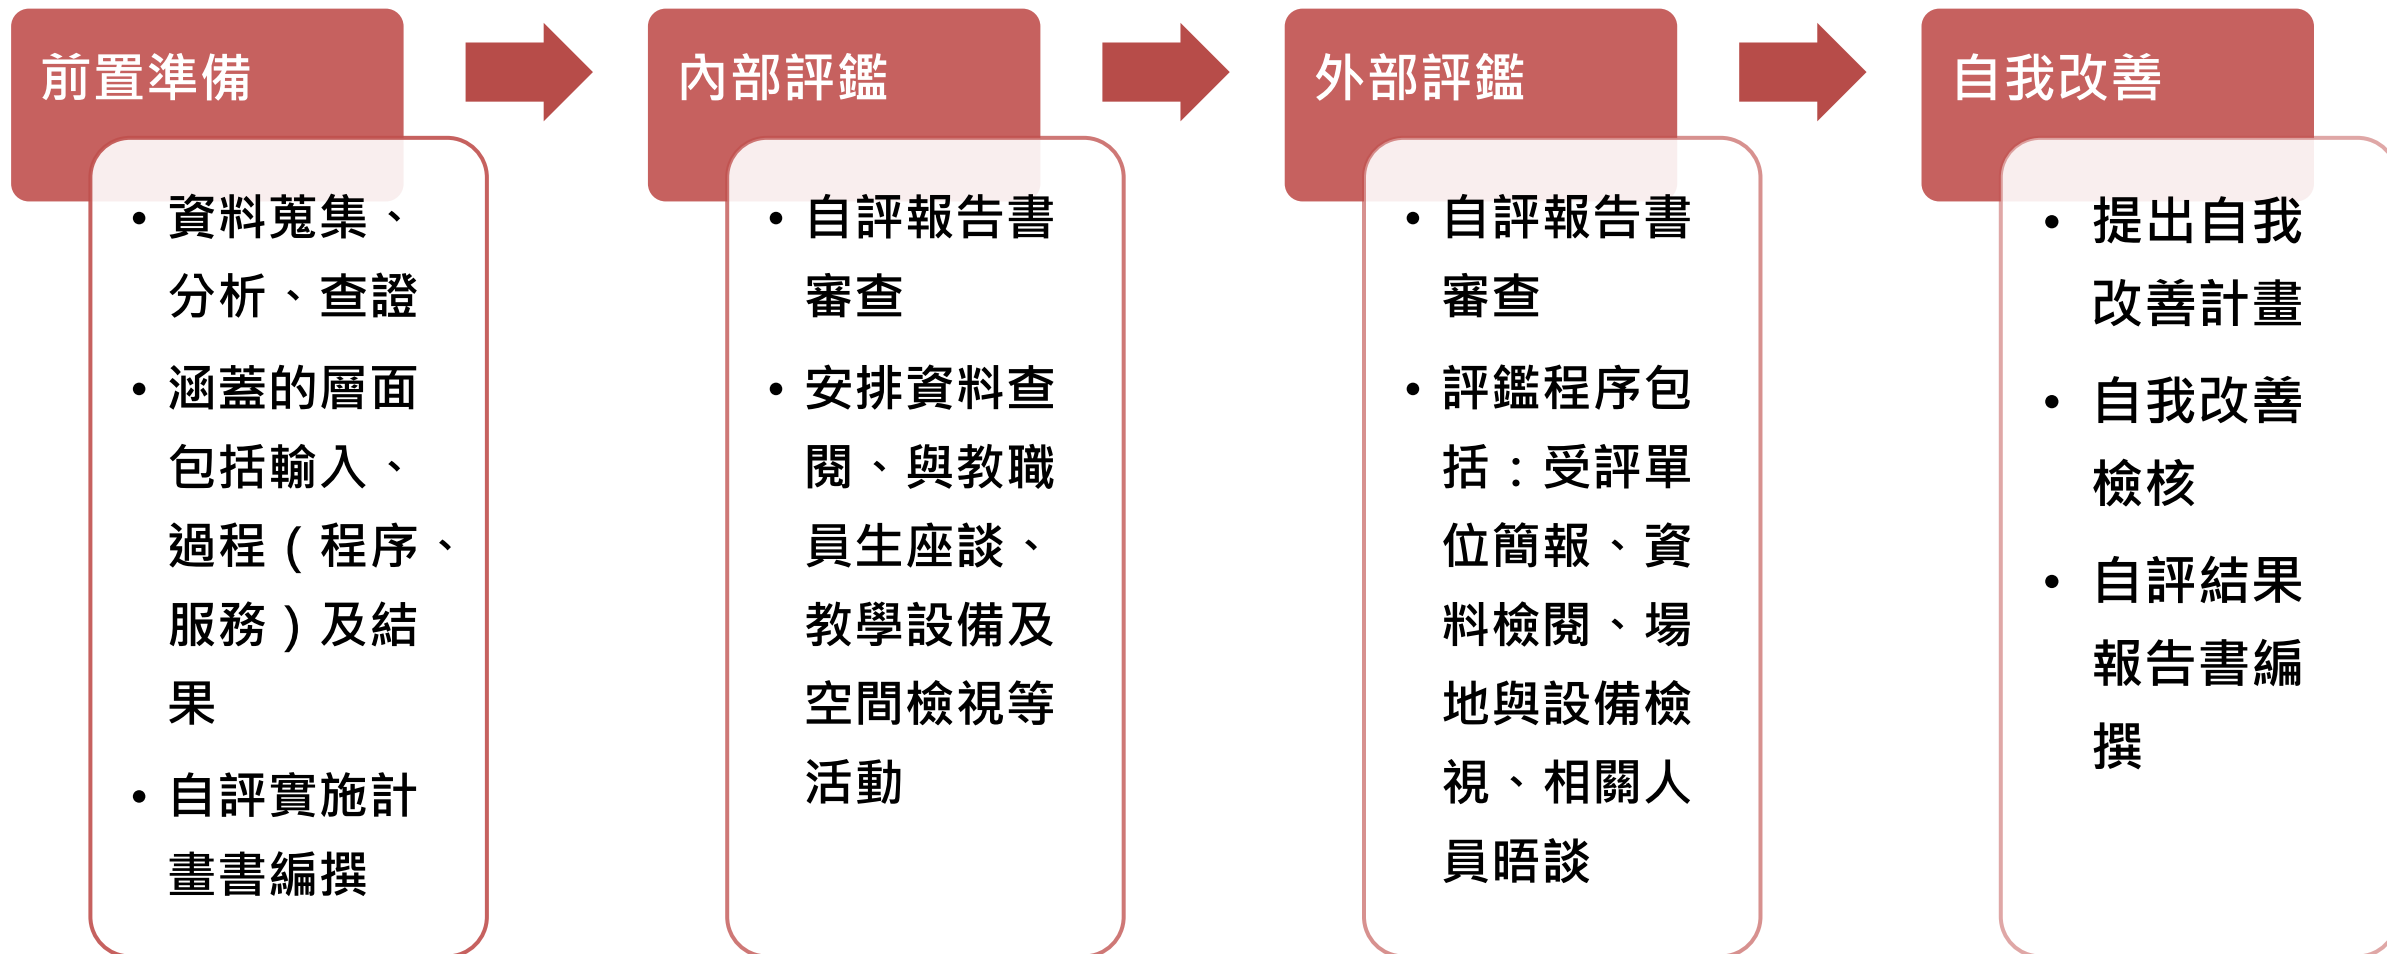 前置準備
• 資料蒐集、
分析、查證
• 涵蓋的層面
包括輸入、
過程（程序、
服務）及結
果
• 自評實施計
畫書編撰
內部評鑑
• 自評報告書
審查
• 安排資料查
閱、與教職
員生座談、
教學設備及
空間檢視等
活動
外部評鑑
• 自評報告書
審查
• 評鑑程序包
括：受評單
位簡報、資
料檢閱、場
地與設備檢
視、相關人
員晤談
自我改善
• 提出自我
改善計畫
• 自我改善
檢核
• 自評結果
報告書編
撰